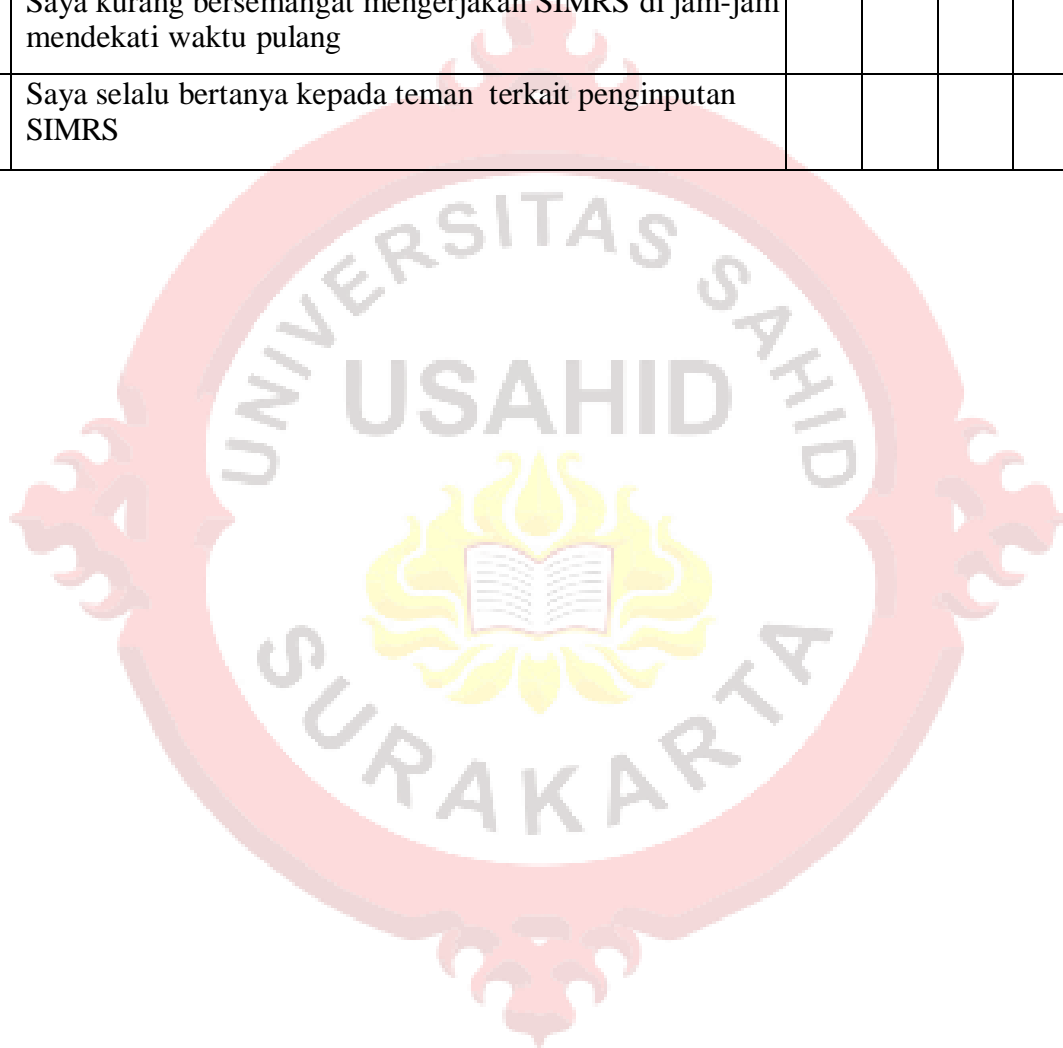 Saya kurang bersemangat mengerjakan SIMRS di jam-jam
mendekati waktu pulang
Saya selalu bertanya kepada teman terkait penginputan
SIMRS
UNIVERSITAS SAHID
USAHID
SURAKARTA